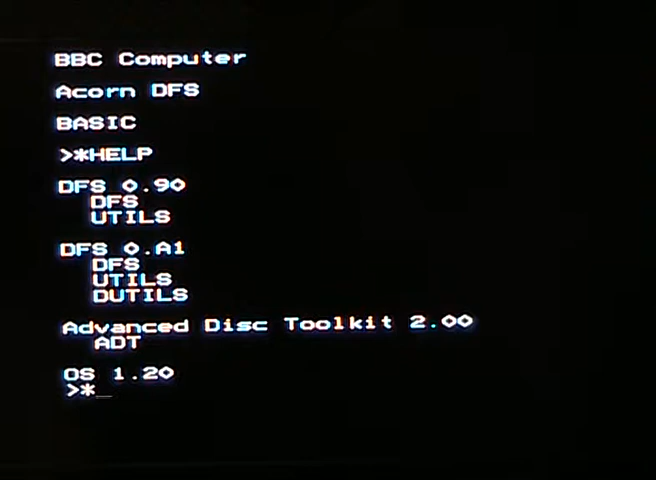 BBC Computer
Acorn DFS
BASIC
>*HELP
DFS 0.90
DFS
UTILS
DFS 0.A1
DFS
UTILS
DUTILS
Advanced Disc Toolkit 2.00
ADT
OS 1.20
>*_